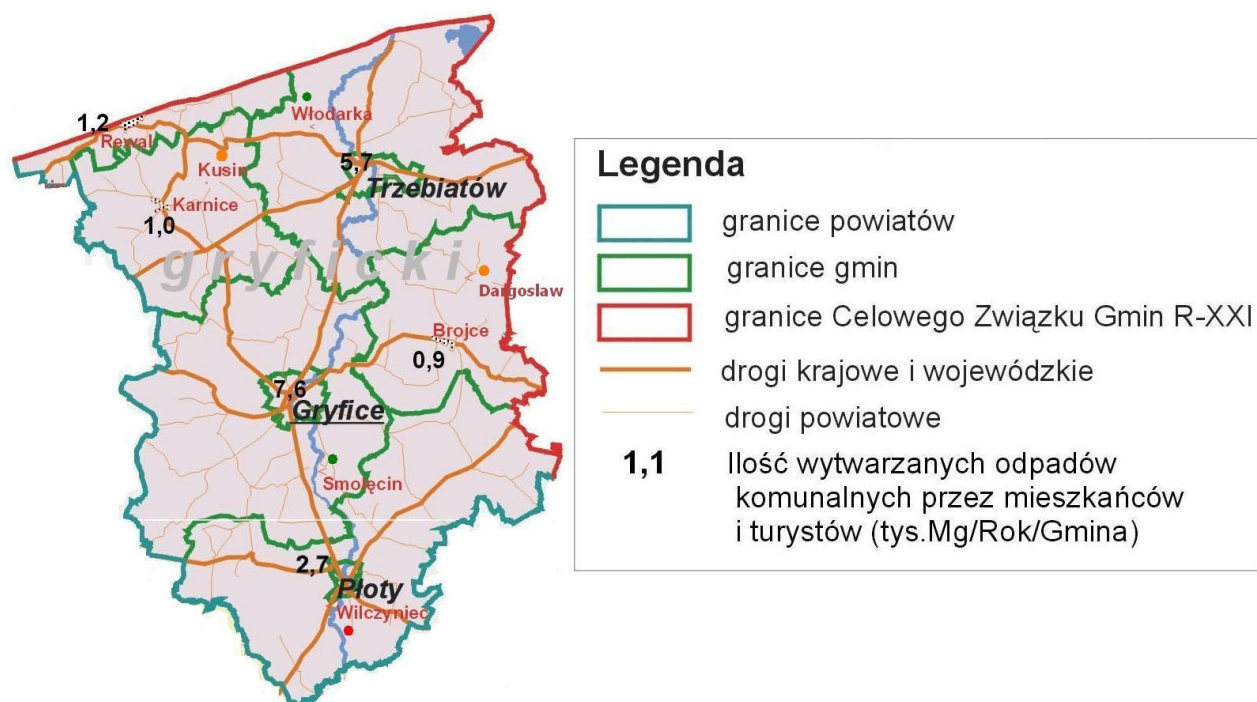 Włodarka
1,2
Rewal
Kusin
5,7
Trzebiatów
Karnice
1,0
gryficki
Dargoslaw
Brojce
0,9
7,6
Gryfice
Smolęcin
2,7
Płoty
Wilczyniec
Legenda
granice powiatów
granice gmin
granice Celowego Związku Gmin R-XXI
drogi krajowe i wojewódzkie
drogi powiatowe
1,1 Ilość wytwarzanych odpadów
komunalnych przez mieszkańców
i turystów (tys.Mg/Rok/Gmina)